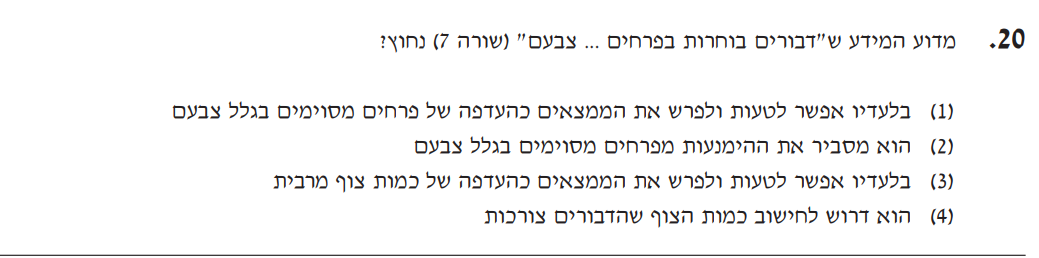 20. מדוע המידע ש"דבורים בוחרות בפרחים ... צבעם" (שורה 7) נחוץ?
(1) בלעדיו אפשר לטעות ולפרש את הממצאים כהעדפה של פרחים מסוימים בגלל צבעם
(2) הוא מסביר את ההימנעות מפרחים מסוימים בגלל צבעם
(3) בלעדיו אפשר לטעות ולפרש את הממצאים כהעדפה של כמות צוף מרבית
(4) הוא דרוש לחישוב כמות הצוף שהדבורים צורכות